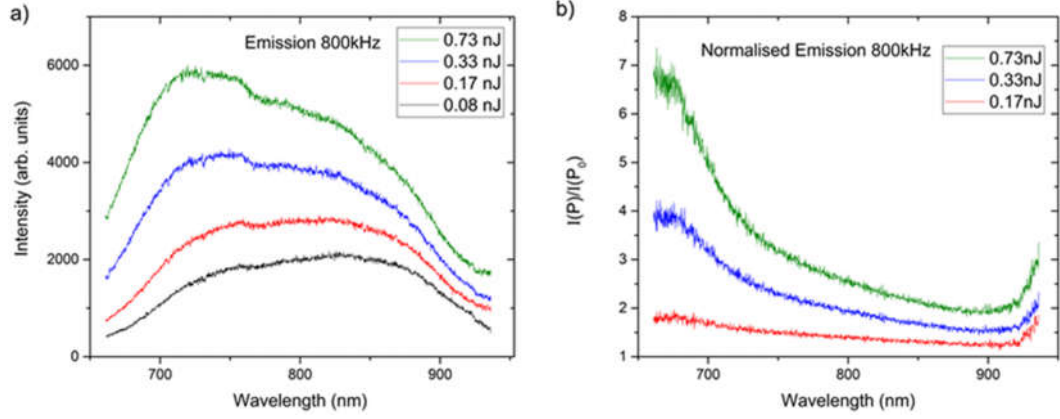 a)
Emission 800kHz
0.73 nJ
0.33 nJ
0.17 nJ
0.08 nJ
6000
4000
2000
0
Intensity (arb. units)
700
800
900
Wavelength (nm)
b)
Normalised Emission 800kHz
0.73nJ
0.33nJ
0.17nJ
8
7
6
5
4
3
2
1
I(P)/I(P₀)
700
800
900
Wavelength (nm)